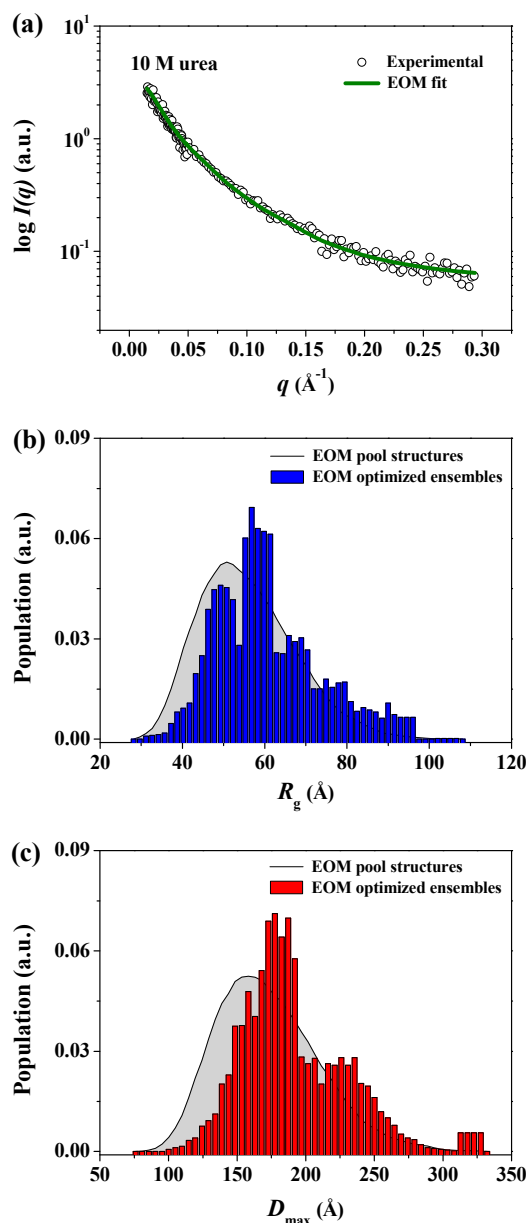 (a)
10 M urea
Experimental
EOM fit
log I(q) (a.u.)
10¹
10⁰
10⁻¹
0.00 0.05 0.10 0.15 0.20 0.25 0.30
q (Å⁻¹)
(b)
EOM pool structures
EOM optimized ensembles
Population (a.u.)
0.09
0.06
0.03
0.00
20 40 60 80 100 120
Rg (Å)
(c)
EOM pool structures
EOM optimized ensembles
Population (a.u.)
0.09
0.06
0.03
0.00
50 100 150 200 250 300 350
Dmax (Å)